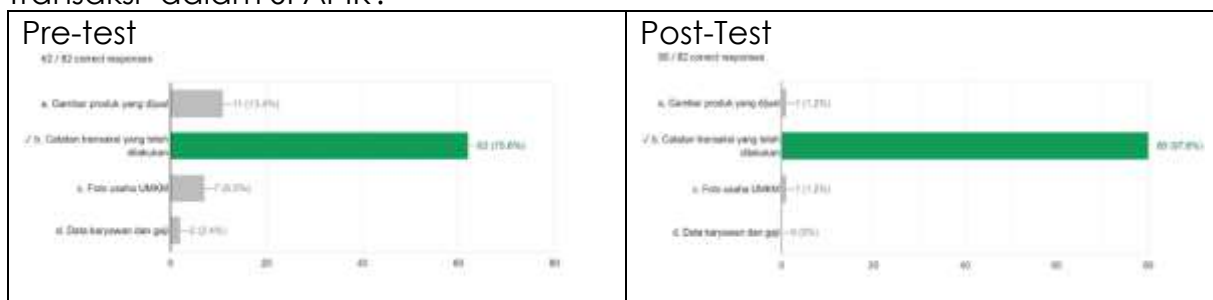 Pre-test
62 / 82 correct responses
a. Gambar produk yang dijual
11 (13.4%)
✓ b. Catatan transaksi yang telah
dilakukan
62 (75.6%)
c. Foto usaha UMKM
7 (8.5%)
d. Data karyawan dan gaji
2 (2.4%)
0 20 40 60 80
Post-Test
80 / 82 correct responses
a. Gambar produk yang dijual
1 (1.2%)
✓ b. Catatan transaksi yang telah
dilakukan
80 (97.6%)
c. Foto usaha UMKM
1 (1.2%)
d. Data karyawan dan gaji
0 (0%)
0 20 40 60 80